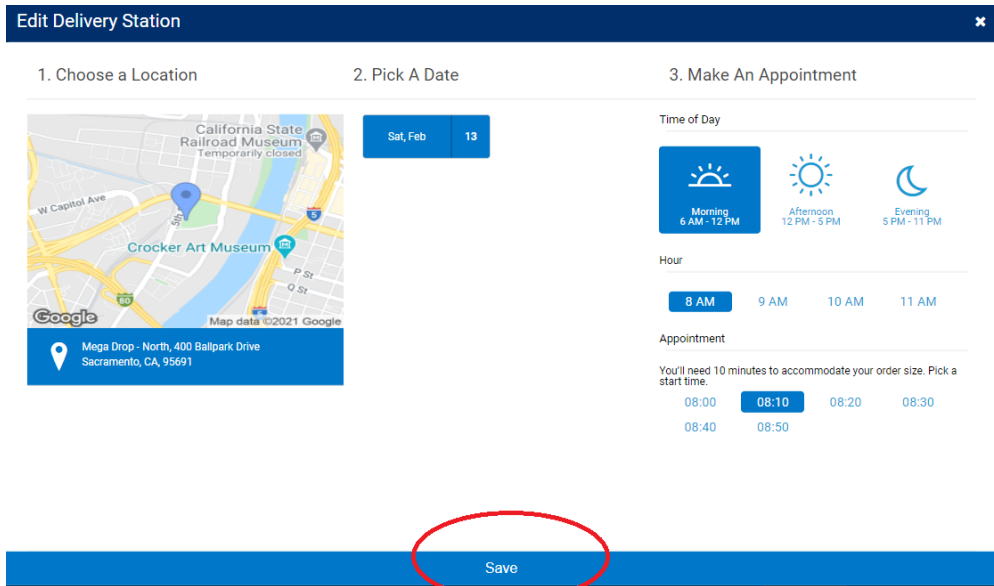 Edit Delivery Station
1. Choose a Location
2. Pick A Date
3. Make An Appointment
California State
Railroad Museum
Temporarily closed
W Capitol Ave
5th
5
Crocker Art Museum
P St
Q St
80
5
Google
Map data ©2021 Google
Mega Drop - North, 400 Ballpark Drive
Sacramento, CA, 95691
Sat, Feb 13
Time of Day
Morning
6 AM - 12 PM
Afternoon
12 PM - 5 PM
Evening
5 PM - 11 PM
Hour
8 AM 9 AM 10 AM 11 AM
Appointment
You'll need 10 minutes to accommodate your order size. Pick a
start time.
08:00 08:10 08:20 08:30
08:40 08:50
Save